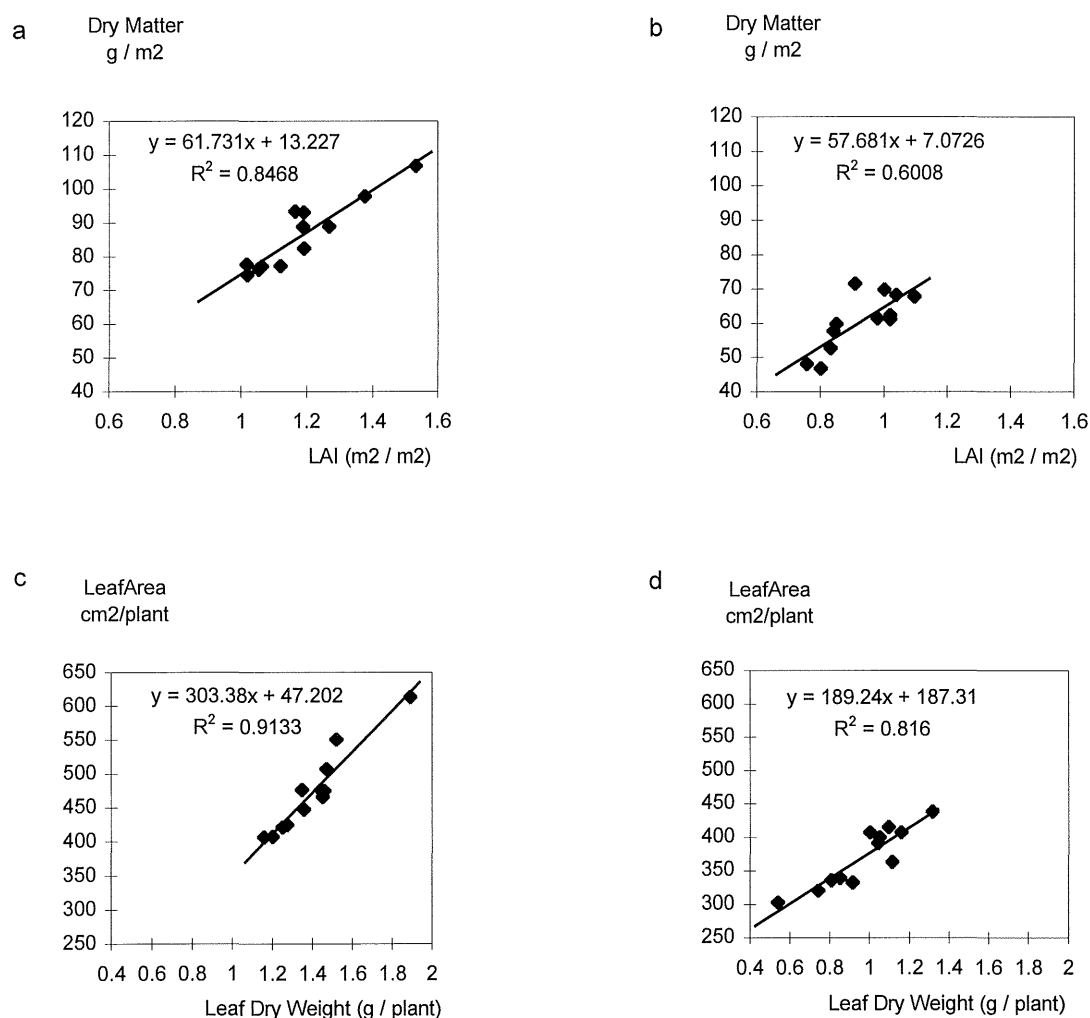 a
Dry Matter
g / m2
120
110
100
90
80
70
60
50
40
y = 61.731x + 13.227
R² = 0.8468
0.6 0.8 1 1.2 1.4 1.6
LAI (m2 / m2)
b
Dry Matter
g / m2
120
110
100
90
80
70
60
50
40
y = 57.681x + 7.0726
R² = 0.6008
0.6 0.8 1 1.2 1.4 1.6
LAI (m2 / m2)
c
LeafArea
cm2/plant
650
600
550
500
450
400
350
300
250
y = 303.38x + 47.202
R² = 0.9133
0.4 0.6 0.8 1 1.2 1.4 1.6 1.8 2
Leaf Dry Weight (g / plant)
d
LeafArea
cm2/plant
650
600
550
500
450
400
350
300
250
y = 189.24x + 187.31
R² = 0.816
0.4 0.6 0.8 1 1.2 1.4 1.6 1.8 2
Leaf Dry Weight (g / plant)